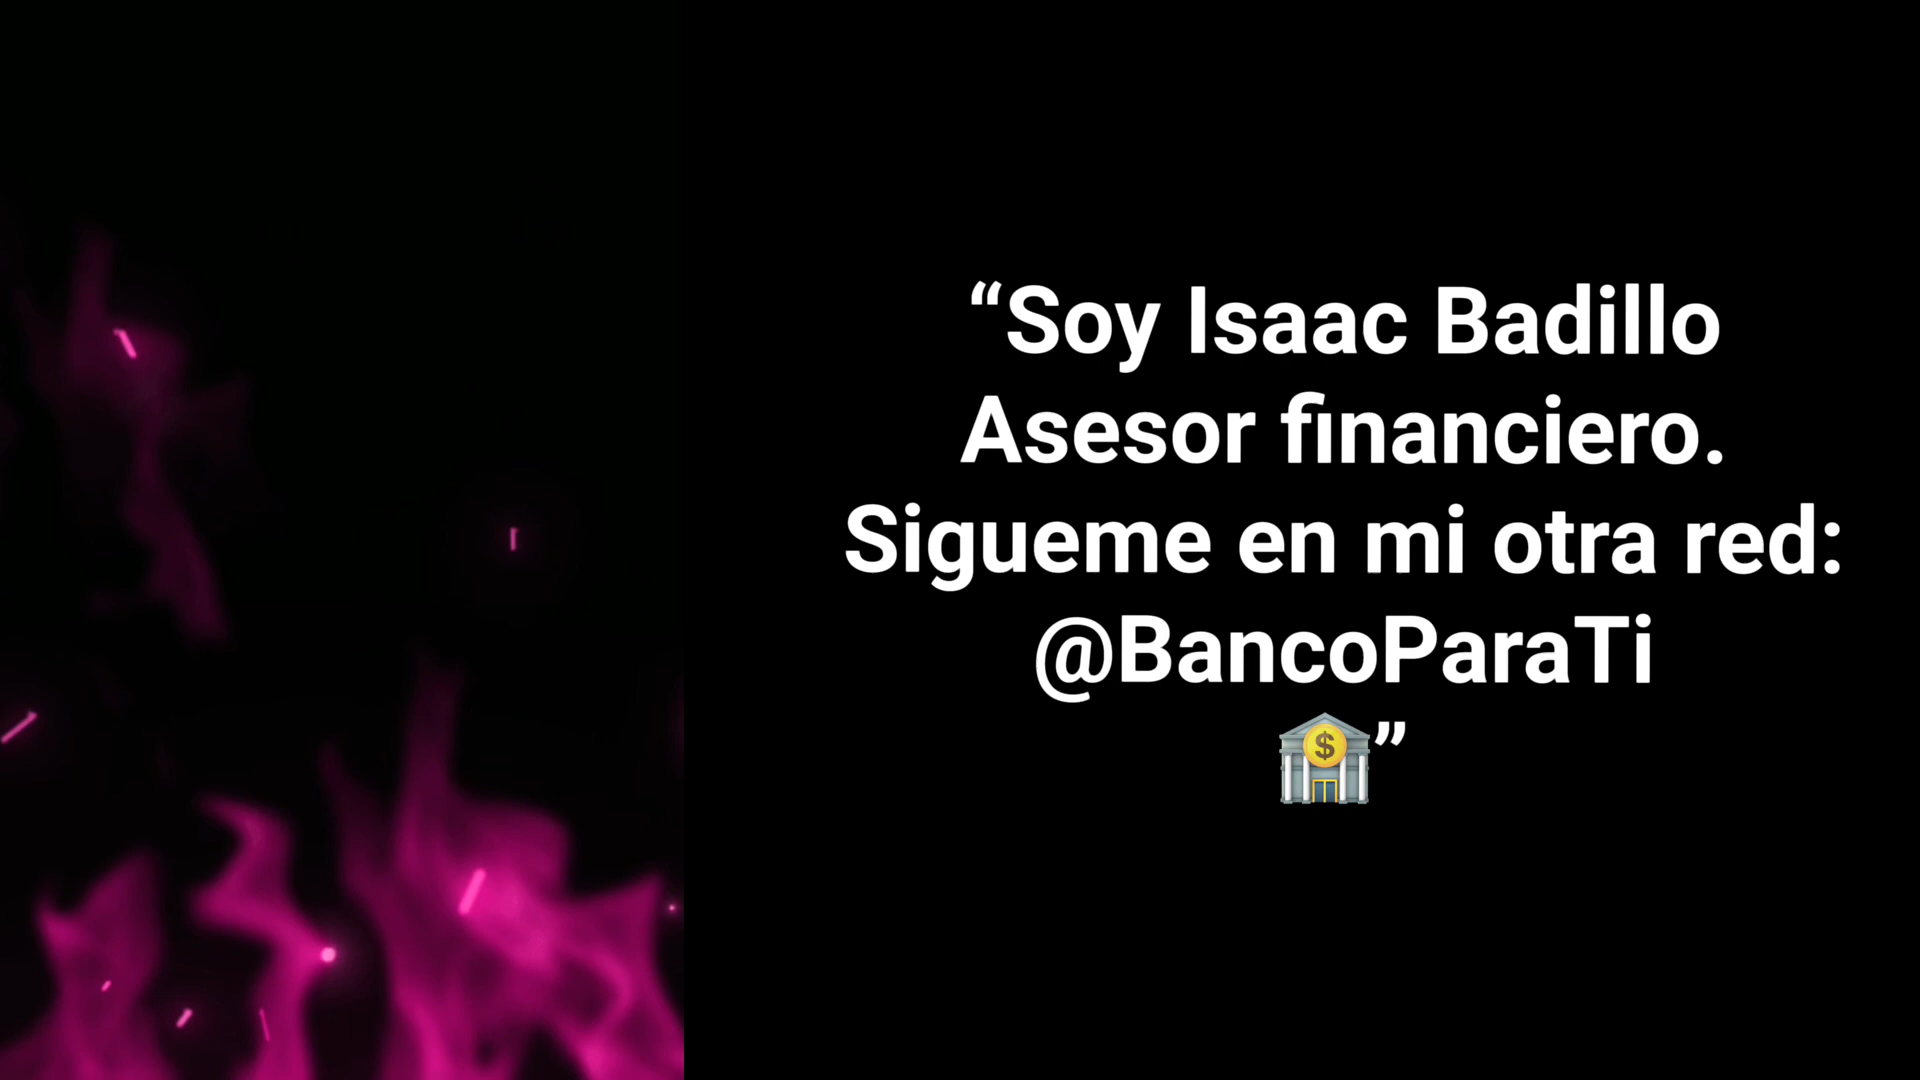 “Soy Isaac Badillo
Asesor financiero.
Sigueme en mi otra red:
@BancoParaTi
🏦”